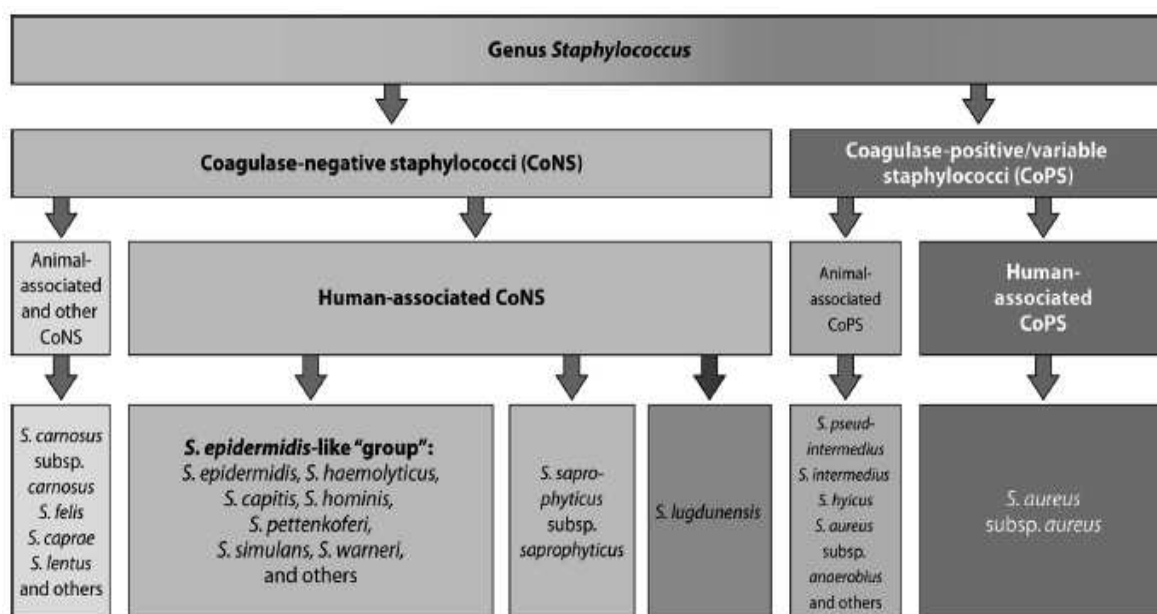 Genus Staphylococcus
Coagulase-negative staphylococci (CoNS)
Coagulase-positive/variable
staphylococci (CoPS)
Animal-
associated
and other
CoNS
Human-associated CoNS
Animal-
associated
CoPS
Human-
associated
CoPS
S. carnosus
subsp.
carnosus
S. felis
S. caprae
S. lentus
and others
S. epidermidis-like “group”:
S. epidermidis, S. haemolyticus,
S. capitis, S. hominis,
S. pettenkoferi,
S. simulans, S. warneri,
and others
S. sapro-
phyticus
subsp.
saprophyticus
S. lugdunensis
S. pseud-
intermedius
S. intermedius
S. hyicus
S. aureus
subsp.
anaerobius
and others
S. aureus
subsp. aureus